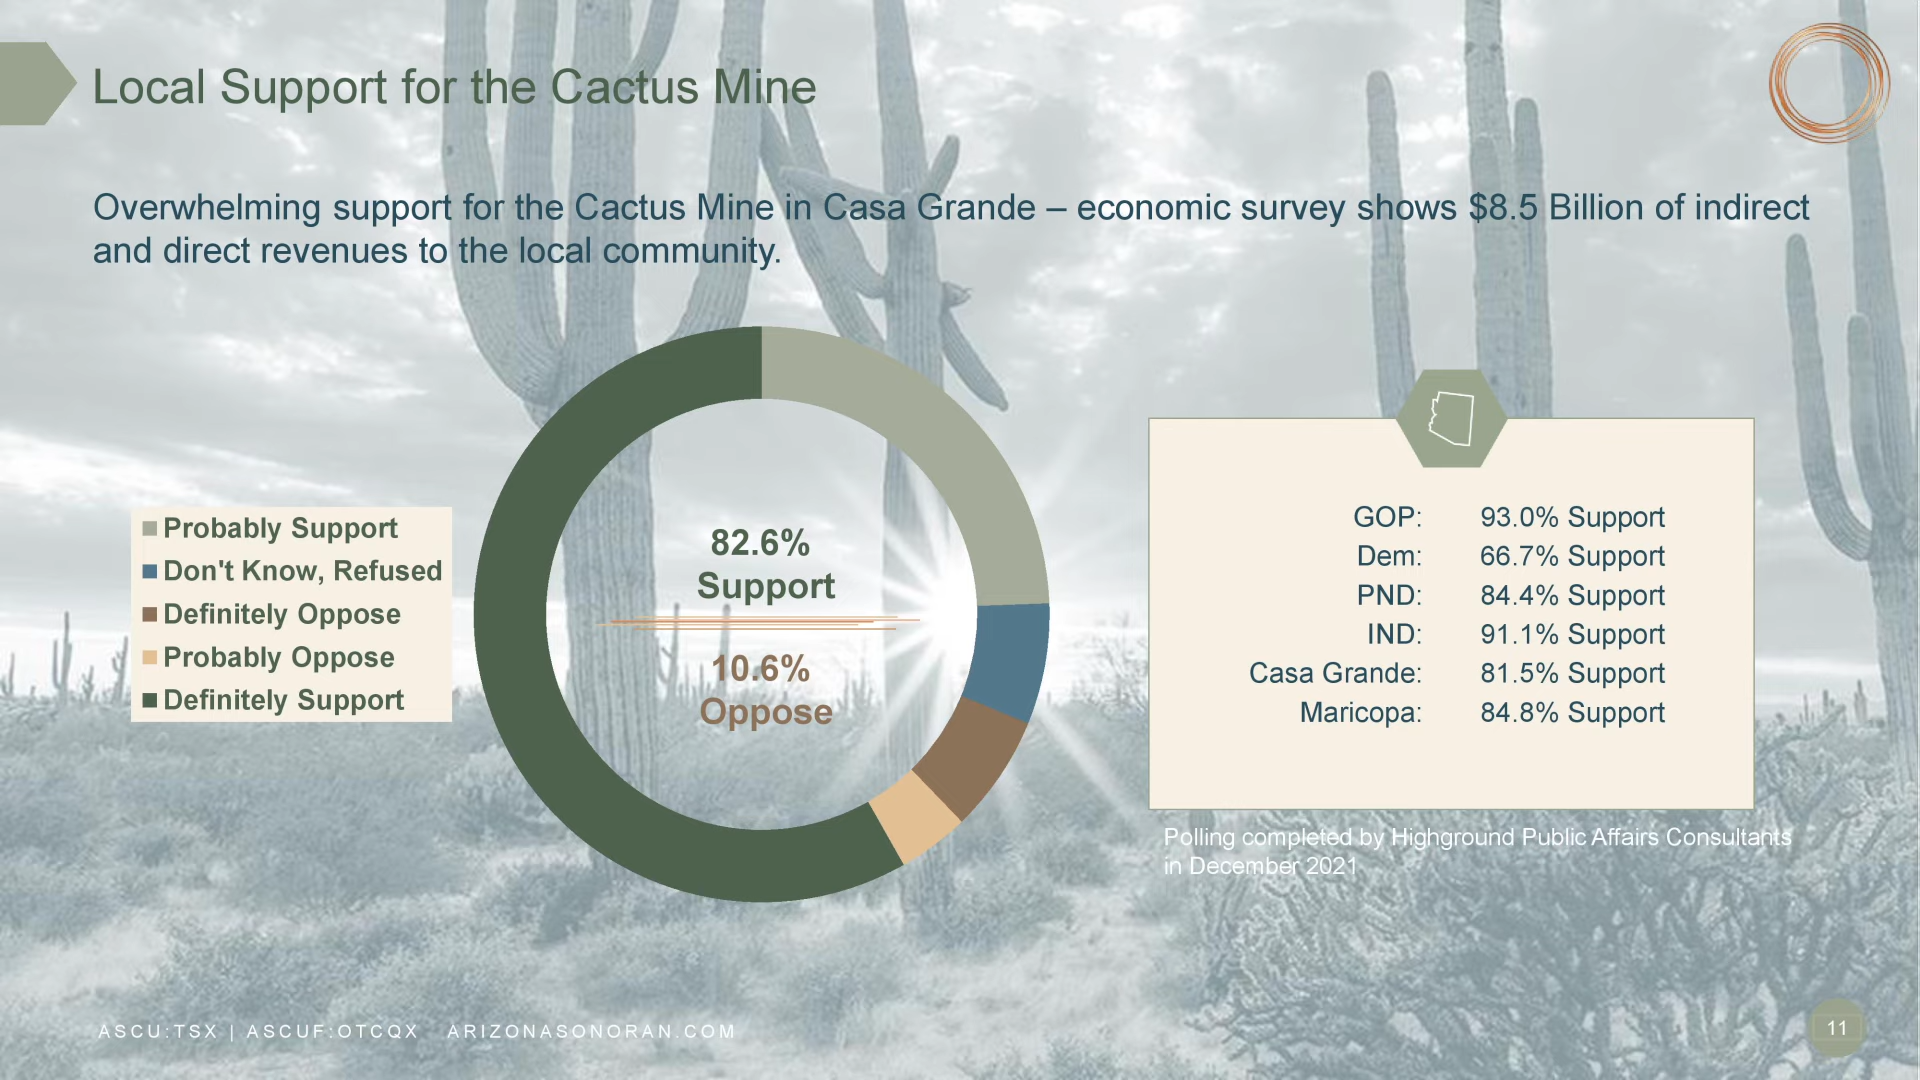 Local Support for the Cactus Mine
Overwhelming support for the Cactus Mine in Casa Grande – economic survey shows $8.5 Billion of indirect
and direct revenues to the local community.
Probably Support
Don't Know, Refused
Definitely Oppose
Probably Oppose
Definitely Support
82.6%
Support
10.6%
Oppose
GOP: 93.0% Support
Dem: 66.7% Support
PND: 84.4% Support
IND: 91.1% Support
Casa Grande: 81.5% Support
Maricopa: 84.8% Support
Polling completed by Highground Public Affairs Consultants
in December 2021
ASCU:TSX | ASCUF:OTCQX ARIZONASONORAN.COM
11